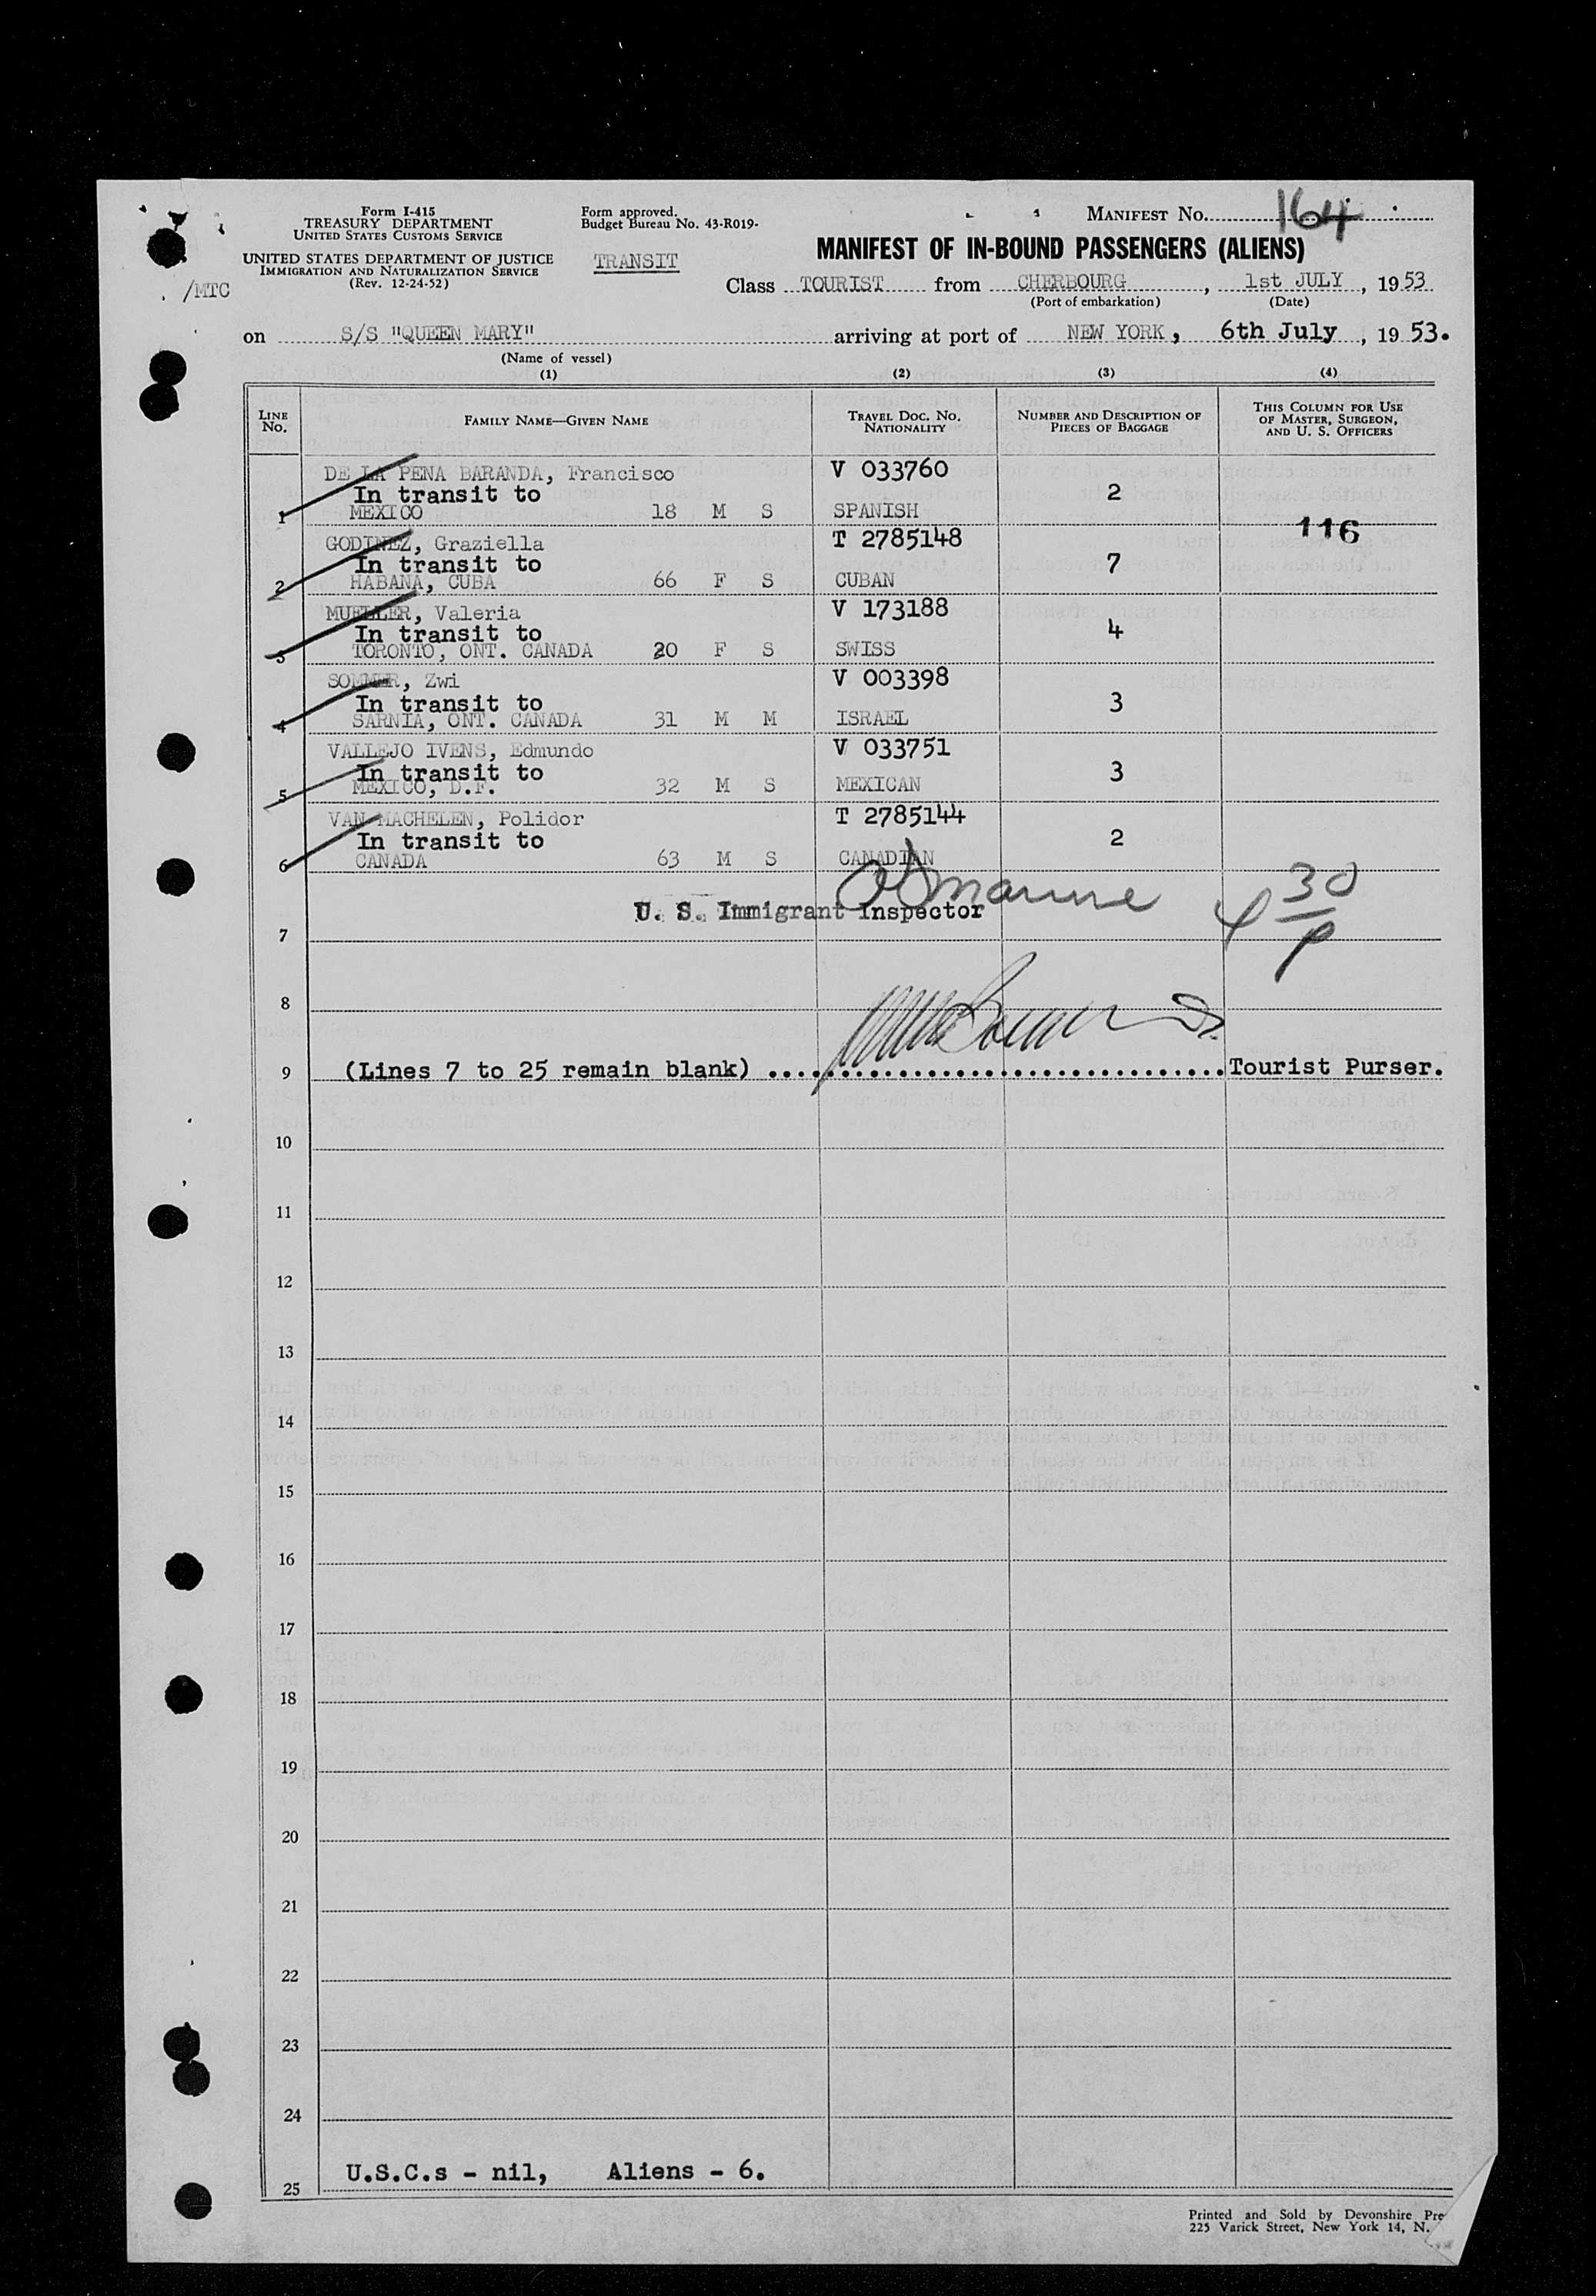 Form I-415
TREASURY DEPARTMENT
UNITED STATES CUSTOMS SERVICE
UNITED STATES DEPARTMENT OF JUSTICE
IMMIGRATION AND NATURALIZATION SERVICE
(Rev. 12-24-52)
/MTC
Form approved.
Budget Bureau No. 43-R019-
TRANSIT
MANIFEST NO. 164
MANIFEST OF IN-BOUND PASSENGERS (ALIENS)
Class TOURIST from CHERBOURG, 1st JULY, 1953
(Port of embarkation) (Date)
on S/S "QUEEN MARY" arriving at port of NEW YORK, 6th July, 1953.
(Name of vessel)
(1) (2) (3) (4)
LINE NO. FAMILY NAME—GIVEN NAME TRAVEL DOC. NO. NATIONALITY NUMBER AND DESCRIPTION OF PIECES OF BAGGAGE THIS COLUMN FOR USE OF MASTER, SURGEON, AND U. S. OFFICERS
DE LA PENA BARANDA, Francisco V 033760
In transit to 2
1 MEXICO 18 M S SPANISH
116
GODINEZ, Graziella T 2785148
In transit to 7
2 HABANA, CUBA 66 F S CUBAN
MUELLER, Valeria V 173188
In transit to 4
3 TORONTO, ONT. CANADA 20 F S SWISS
SOMMER, Zwi V 003398
In transit to 3
4 SARNIA, ONT. CANADA 31 M M ISRAEL
VALLEJO IVENS, Edmundo V 033751
In transit to 3
5 MEXICO, D.F. 32 M S MEXICAN
VAN MACHELEN, Polidor T 2785144
In transit to 2
6 CANADA 63 M S CANADIAN
U. S. Immigrant Inspector
7
8
9 (Lines 7 to 25 remain blank) .................................Tourist Purser.
10
11
12
13
14
15
16
17
18
19
20
21
22
23
24
25 U.S.C.s - nil, Aliens - 6.
Printed and Sold by Devonshire Pre
225 Varick Street, New York 14, N.